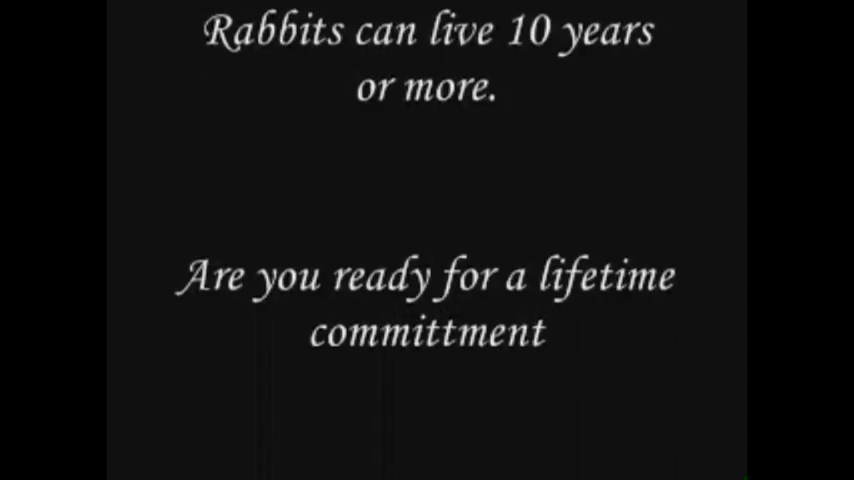 Rabbits can live 10 years
or more.
Are you ready for a lifetime
committment